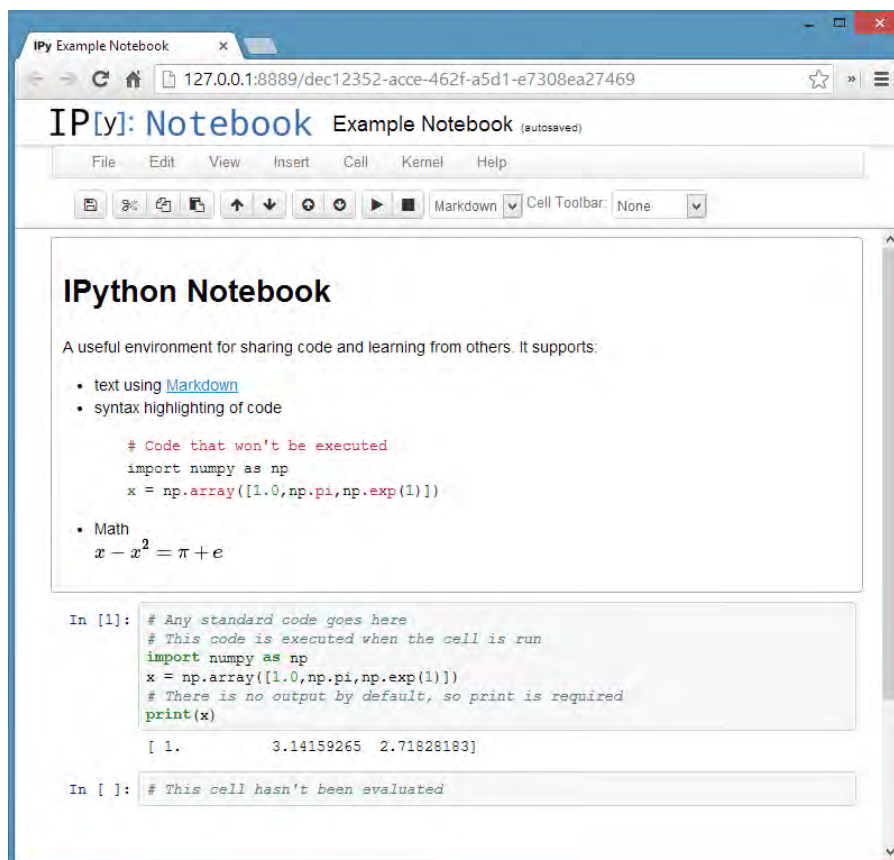 IPy Example Notebook
127.0.0.1:8889/dec12352-acce-462f-a5d1-e7308ea27469
IP[y]: Notebook Example Notebook (autosaved)
File Edit View Insert Cell Kernel Help
Markdown Cell Toolbar: None
IPython Notebook
A useful environment for sharing code and learning from others. It supports:
• text using Markdown
• syntax highlighting of code
# Code that won't be executed
import numpy as np
x = np.array([1.0,np.pi,np.exp(1)])
• Math
x − x² = π + e
In [1]: # Any standard code goes here
# This code is executed when the cell is run
import numpy as np
x = np.array([1.0,np.pi,np.exp(1)])
# There is no output by default, so print is required
print(x)
[ 1. 3.14159265 2.71828183]
In [ ]: # This cell hasn't been evaluated